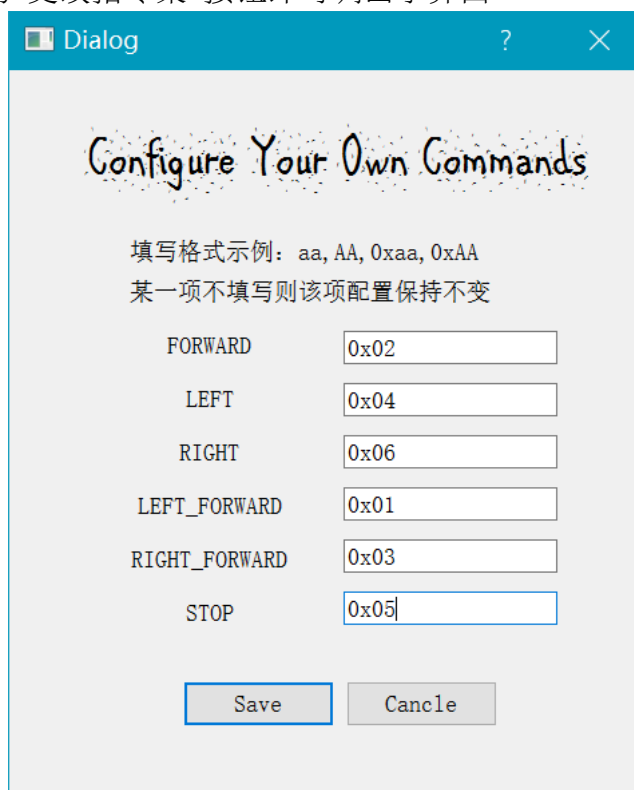 Dialog ? ×
Configure Your Own Commands
填写格式示例：aa,AA,0xaa,0xAA
某一项不填写则该项配置保持不变
FORWARD 0x02
LEFT 0x04
RIGHT 0x06
LEFT_FORWARD 0x01
RIGHT_FORWARD 0x03
STOP 0x05
Save Cancle